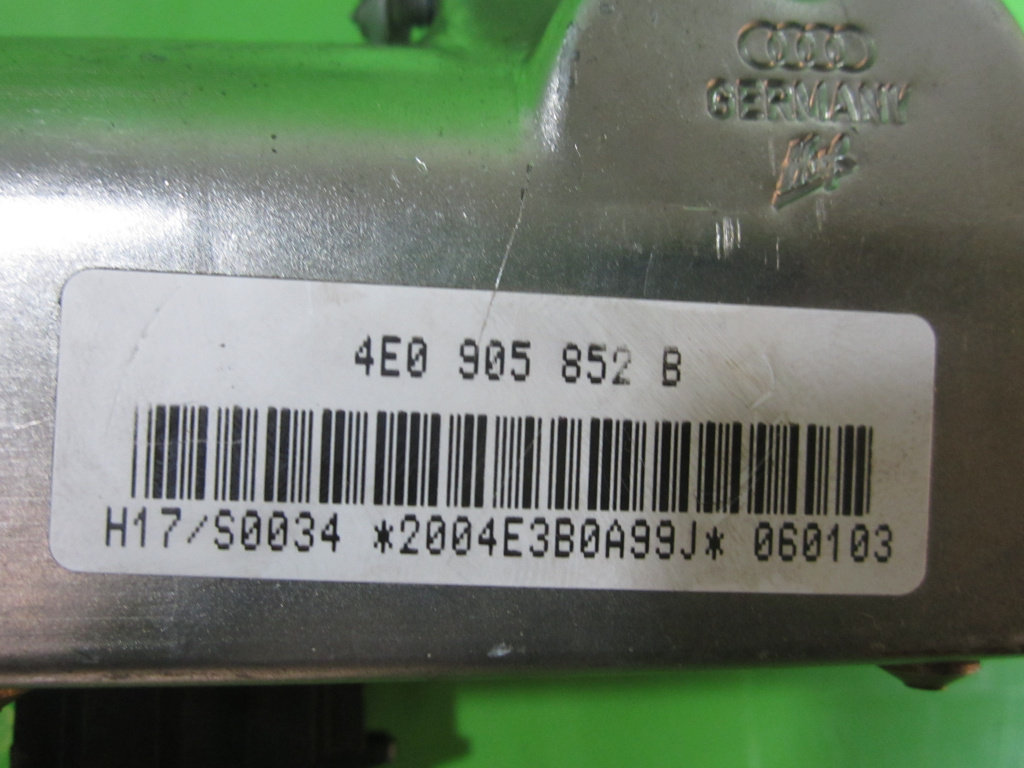 GERMANY
4E0 905 852 B
H17/S0034 *2004E3B0A99J* 060103